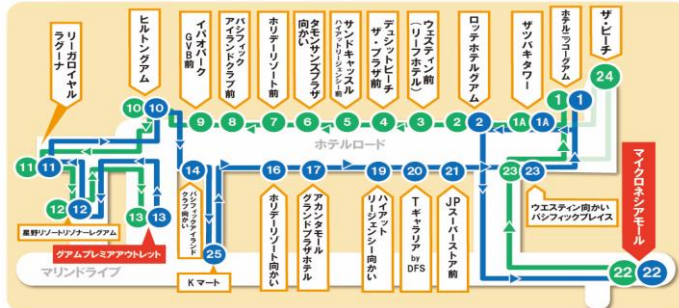 リーガロイヤル
ラグーナ
ヒルトングアム
イパオパーク
GVB前
パシフィック
アイランドクラブ前
ホリデーリゾート前
タモンサンズプラザ
向かい
サンドキャッスル
ハイアットリージェンシー前
デュシットビーチ
ザ・プラザ前
ウェスティン前
(リーフホテル)
ロッテホテルグアム
ザツバキタワー
ホテルニッコーグアム
ザ・ビーチ
24
10
10
9
8
7
6
5
4
3
2
2
1A
1A
1
1
ホテルロード
11
11
14
16
17
19
20
21
23
23
12
12
13
13
25
星野リゾートリゾナーレグアム
グアムプレミアアウトレット
パシフィックアイランド
クラブ向かい
Kマート
ホリデーリゾート向かい
アカンタモール
グランドプラザホテル
ハイアット
リージェンシー向かい
Tギャラリア
by DFS
JPスーパーストア前
ウエスティン向かい
パシフィックプレイス
マイクロネシアモール
マリンドライブ
22
22